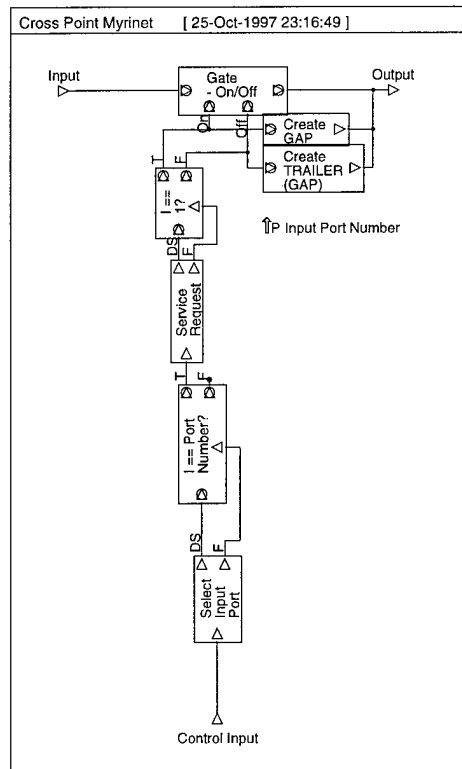 Cross Point Myrinet [ 25-Oct-1997 23:16:49 ]
Input
Gate
- On/Off
Output
On
Off
Create
GAP
Create
TRAILER
(GAP)
T
F
I ==
1?
⇑P Input Port Number
DS
F
Service
Request
T
F
I == Port
Number?
DS
F
Select
Input
Port
Control Input